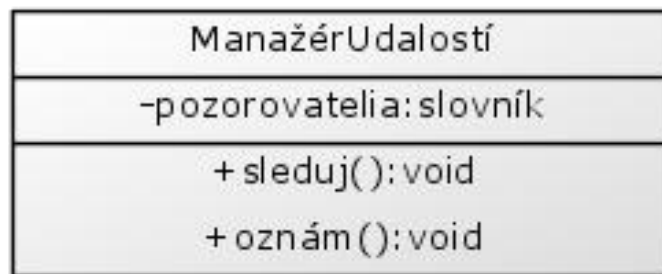 ManažérUdalostí
-pozorovatelia:slovník
+sleduj():void
+oznám():void